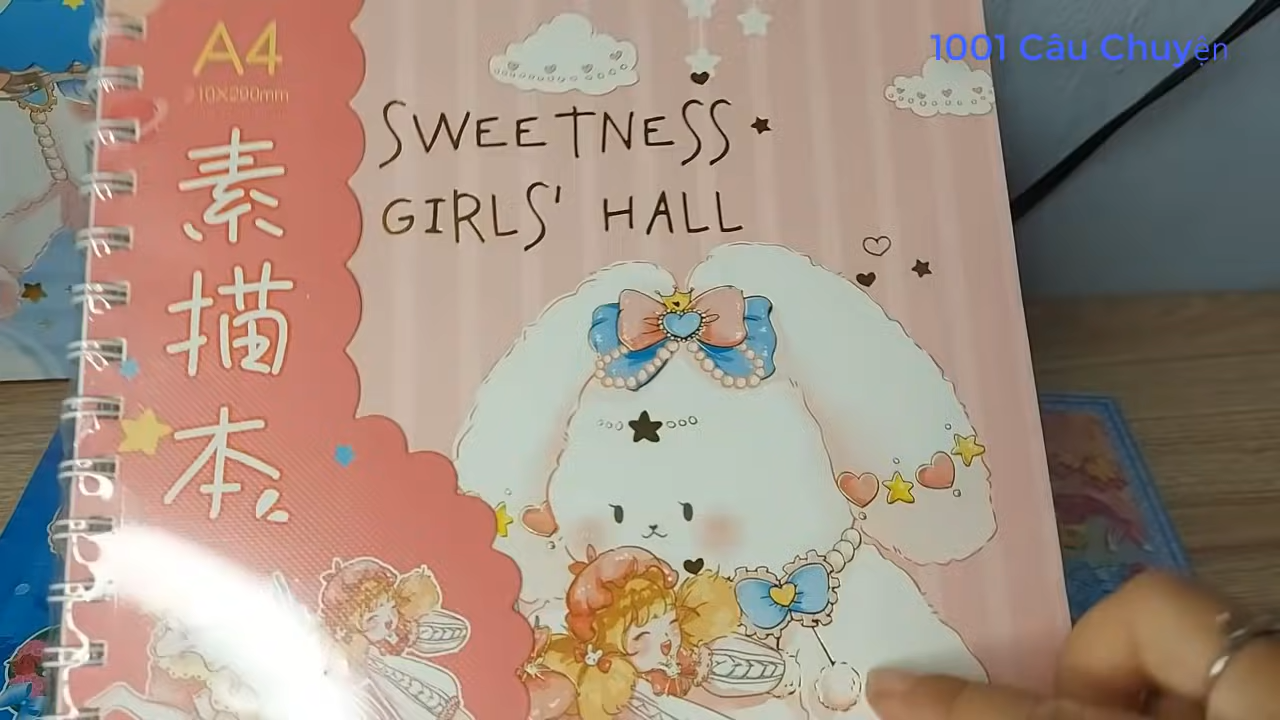 1001 Câu Chuyện
A4
210X290mm
素描本
SWEETNESS
GIRLS' HALL